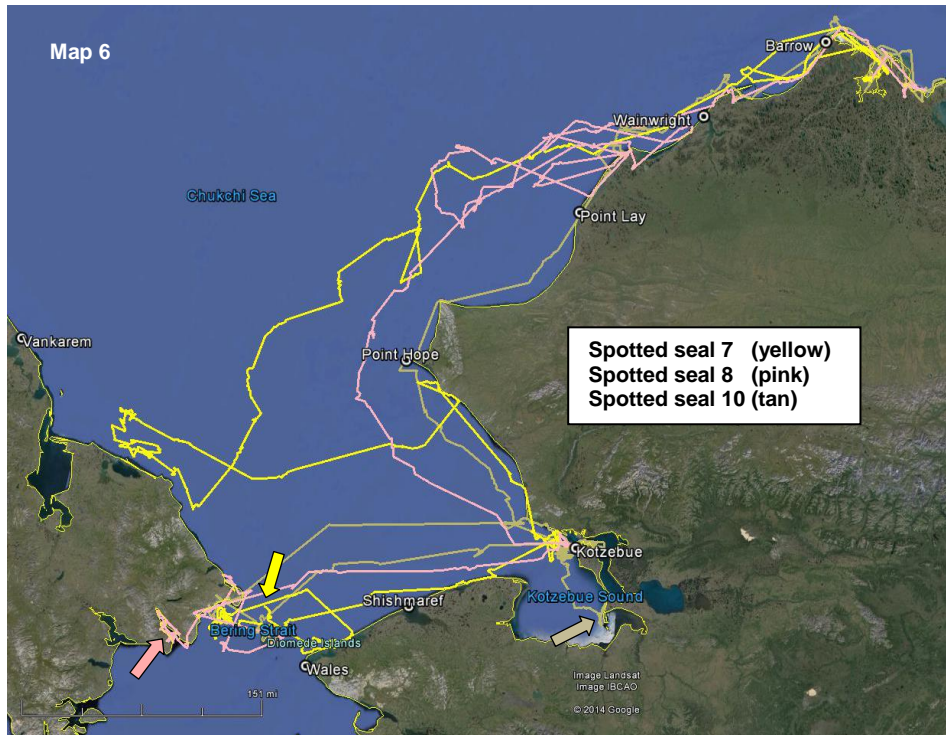 Map 6
Barrow
Wainwright
Chukchi Sea
Point Lay
Vankarem
Point Hope
Spotted seal 7 (yellow)
Spotted seal 8 (pink)
Spotted seal 10 (tan)
Kotzebue
Kotzebue Sound
Shishmaref
Bering Strait
Diomede Islands
Wales
151 mi
Image Landsat
Image IBCAO
© 2014 Google